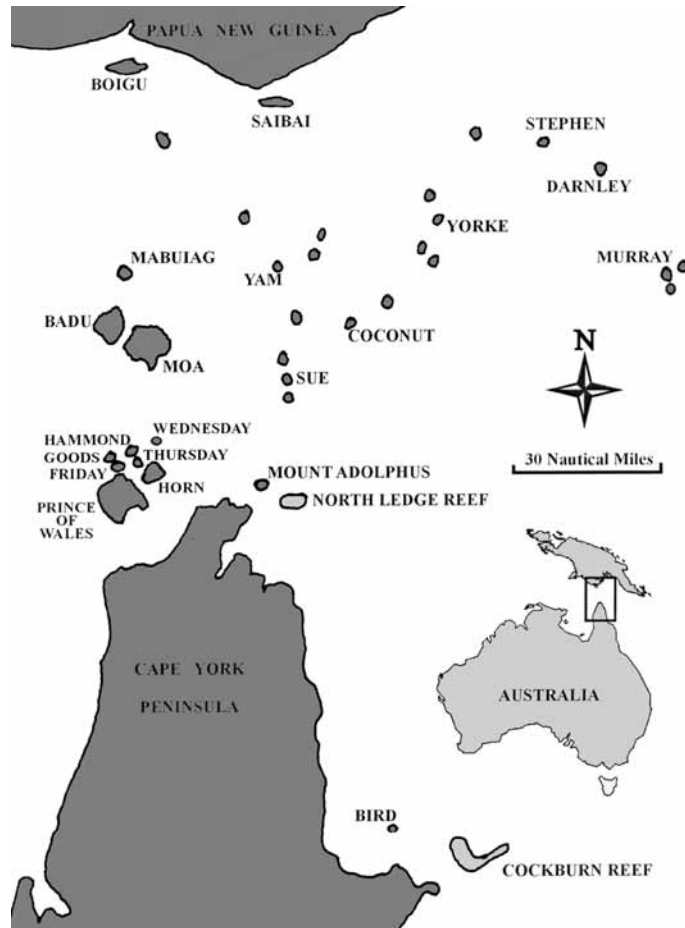 PAPUA NEW GUINEA
BOIGU
SAIBAI
STEPHEN
DARNLEY
YORKE
MURRAY
MABUIAG
YAM
BADU
MOA
COCONUT
SUE
N
30 Nautical Miles
WEDNESDAY
HAMMOND
GOODS
THURSDAY
FRIDAY
HORN
PRINCE
OF
WALES
MOUNT ADOLPHUS
NORTH LEDGE REEF
CAPE YORK
PENINSULA
AUSTRALIA
BIRD
COCKBURN REEF